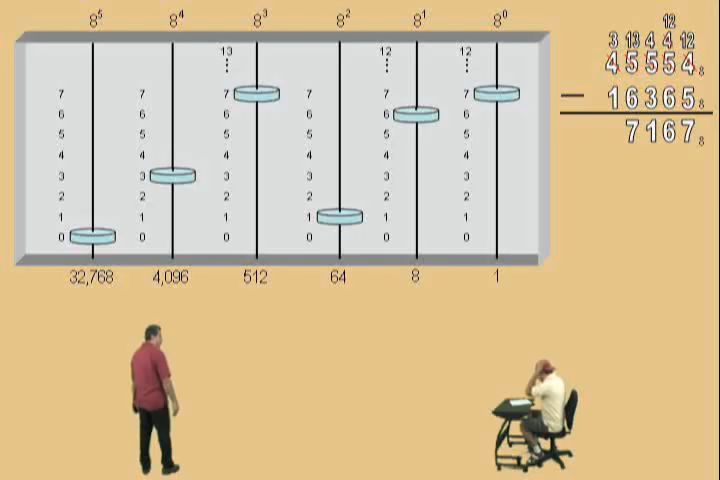 8⁵ 8⁴ 8³ 8² 8¹ 8⁰
13 12 12
⋮ ⋮ ⋮
7 7 7 7 7 7
6 6 6 6 6 6
5 5 5 5 5 5
4 4 4 4 4 4
3 3 3 3 3 3
2 2 2 2 2 2
1 1 1 1 1 1
0 0 0 0 0 0
32,768 4,096 512 64 8 1
12
3 13 4 4 12
45554₈
— 16365₈
7167₈